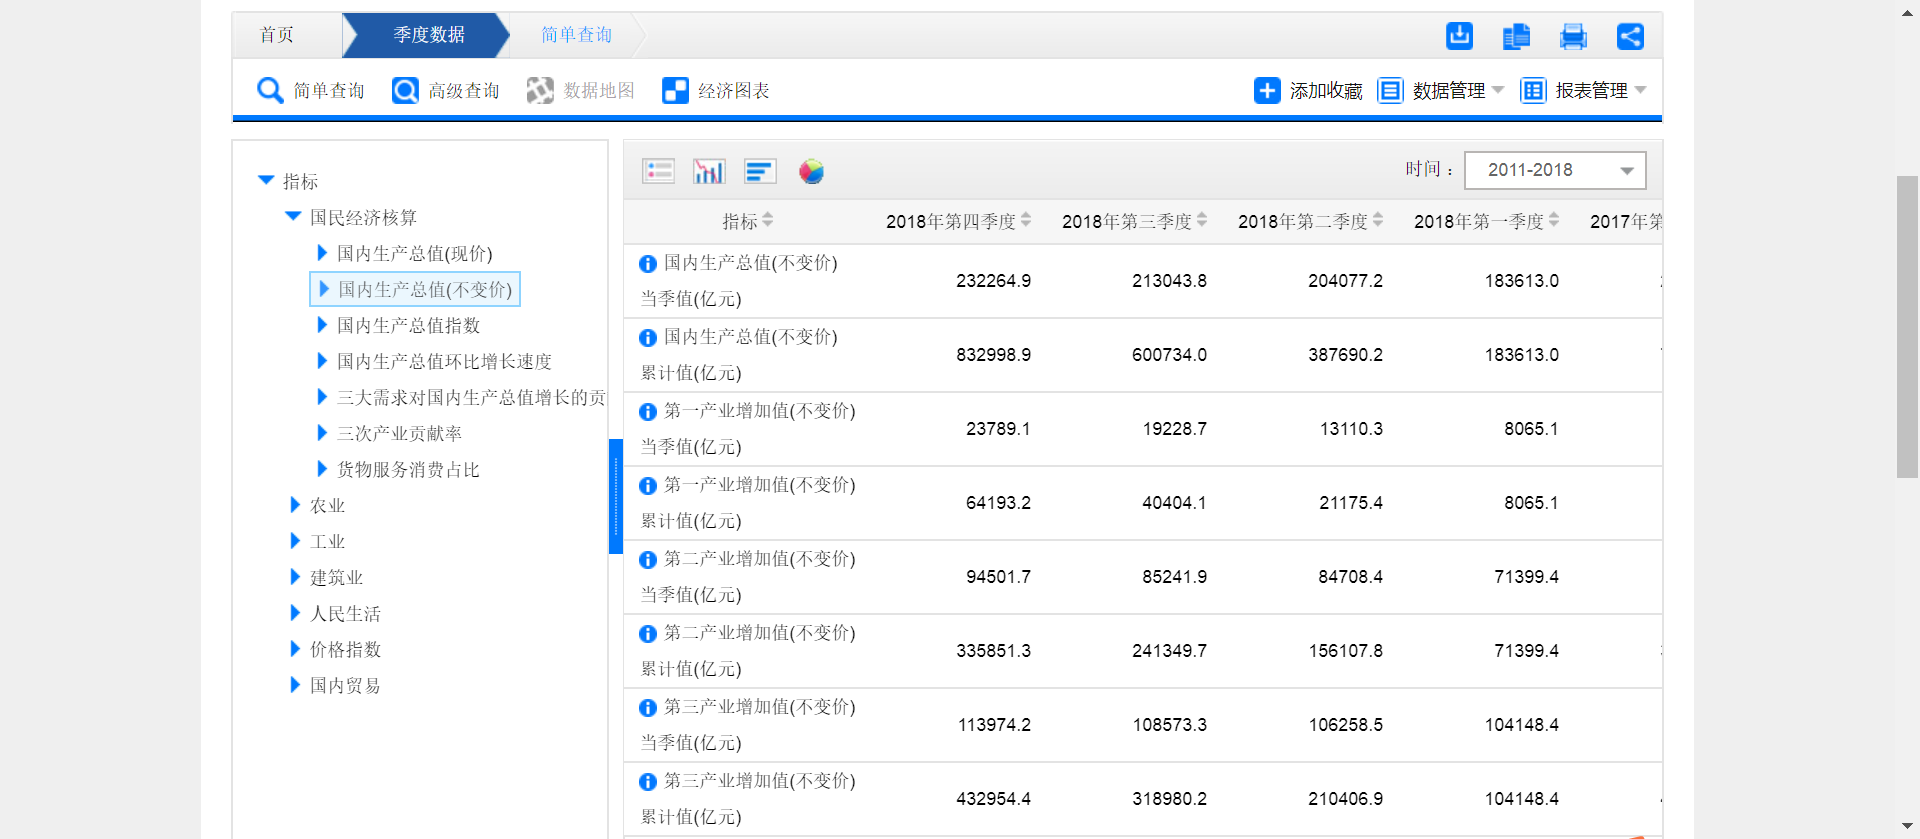 首页
季度数据
简单查询
简单查询
高级查询
数据地图
经济图表
添加收藏
数据管理
报表管理
指标
国民经济核算
国内生产总值(现价)
国内生产总值(不变价)
国内生产总值指数
国内生产总值环比增长速度
三大需求对国内生产总值增长的贡
三次产业贡献率
货物服务消费占比
农业
工业
建筑业
人民生活
价格指数
国内贸易
时间：
2011-2018
指标 2018年第四季度 2018年第三季度 2018年第二季度 2018年第一季度 2017年第
国内生产总值(不变价)
当季值(亿元) 232264.9 213043.8 204077.2 183613.0
国内生产总值(不变价)
累计值(亿元) 832998.9 600734.0 387690.2 183613.0
第一产业增加值(不变价)
当季值(亿元) 23789.1 19228.7 13110.3 8065.1
第一产业增加值(不变价)
累计值(亿元) 64193.2 40404.1 21175.4 8065.1
第二产业增加值(不变价)
当季值(亿元) 94501.7 85241.9 84708.4 71399.4
第二产业增加值(不变价)
累计值(亿元) 335851.3 241349.7 156107.8 71399.4
第三产业增加值(不变价)
当季值(亿元) 113974.2 108573.3 106258.5 104148.4
第三产业增加值(不变价)
累计值(亿元) 432954.4 318980.2 210406.9 104148.4